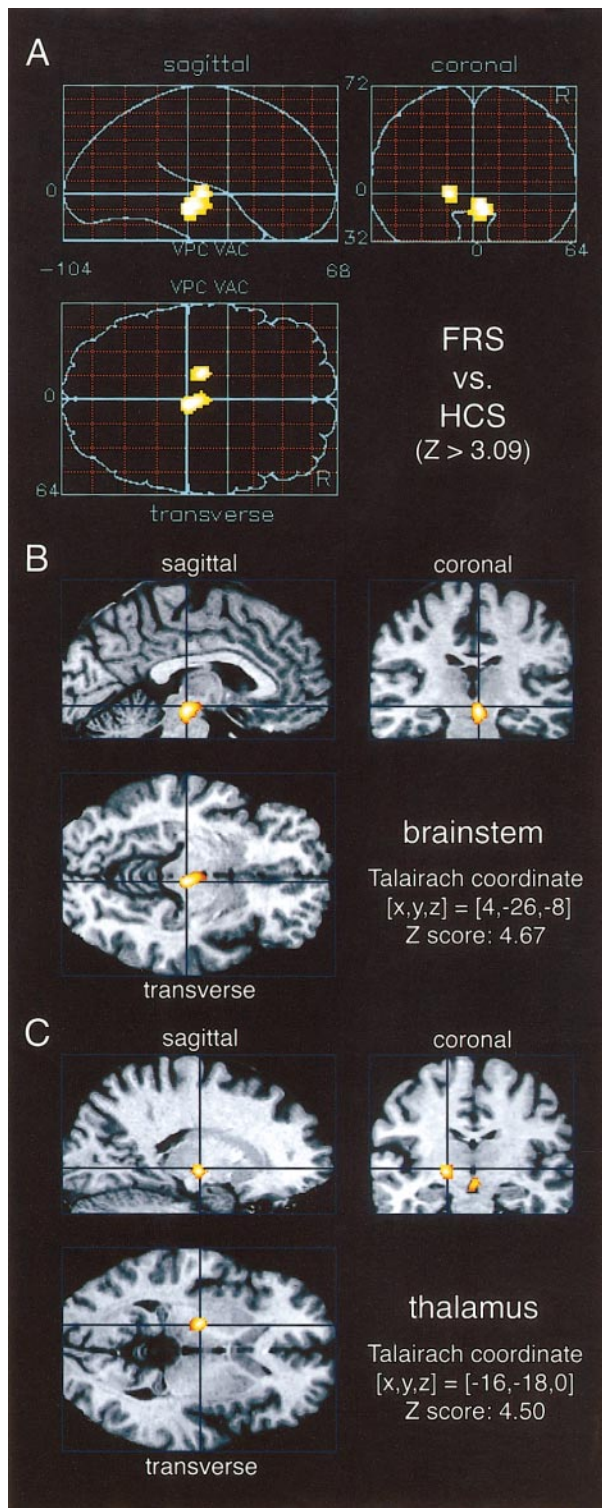 A
sagittal
coronal
72
R
0
0
32
VPC VAC
0
64
-104
68
VPC VAC
0
64
R
transverse
FRS
vs.
HCS
(Z > 3.09)
B
sagittal
coronal
brainstem
Talairach coordinate
[x,y,z] = [4,-26,-8]
Z score: 4.67
transverse
C
sagittal
coronal
thalamus
Talairach coordinate
[x,y,z] = [-16,-18,0]
Z score: 4.50
transverse